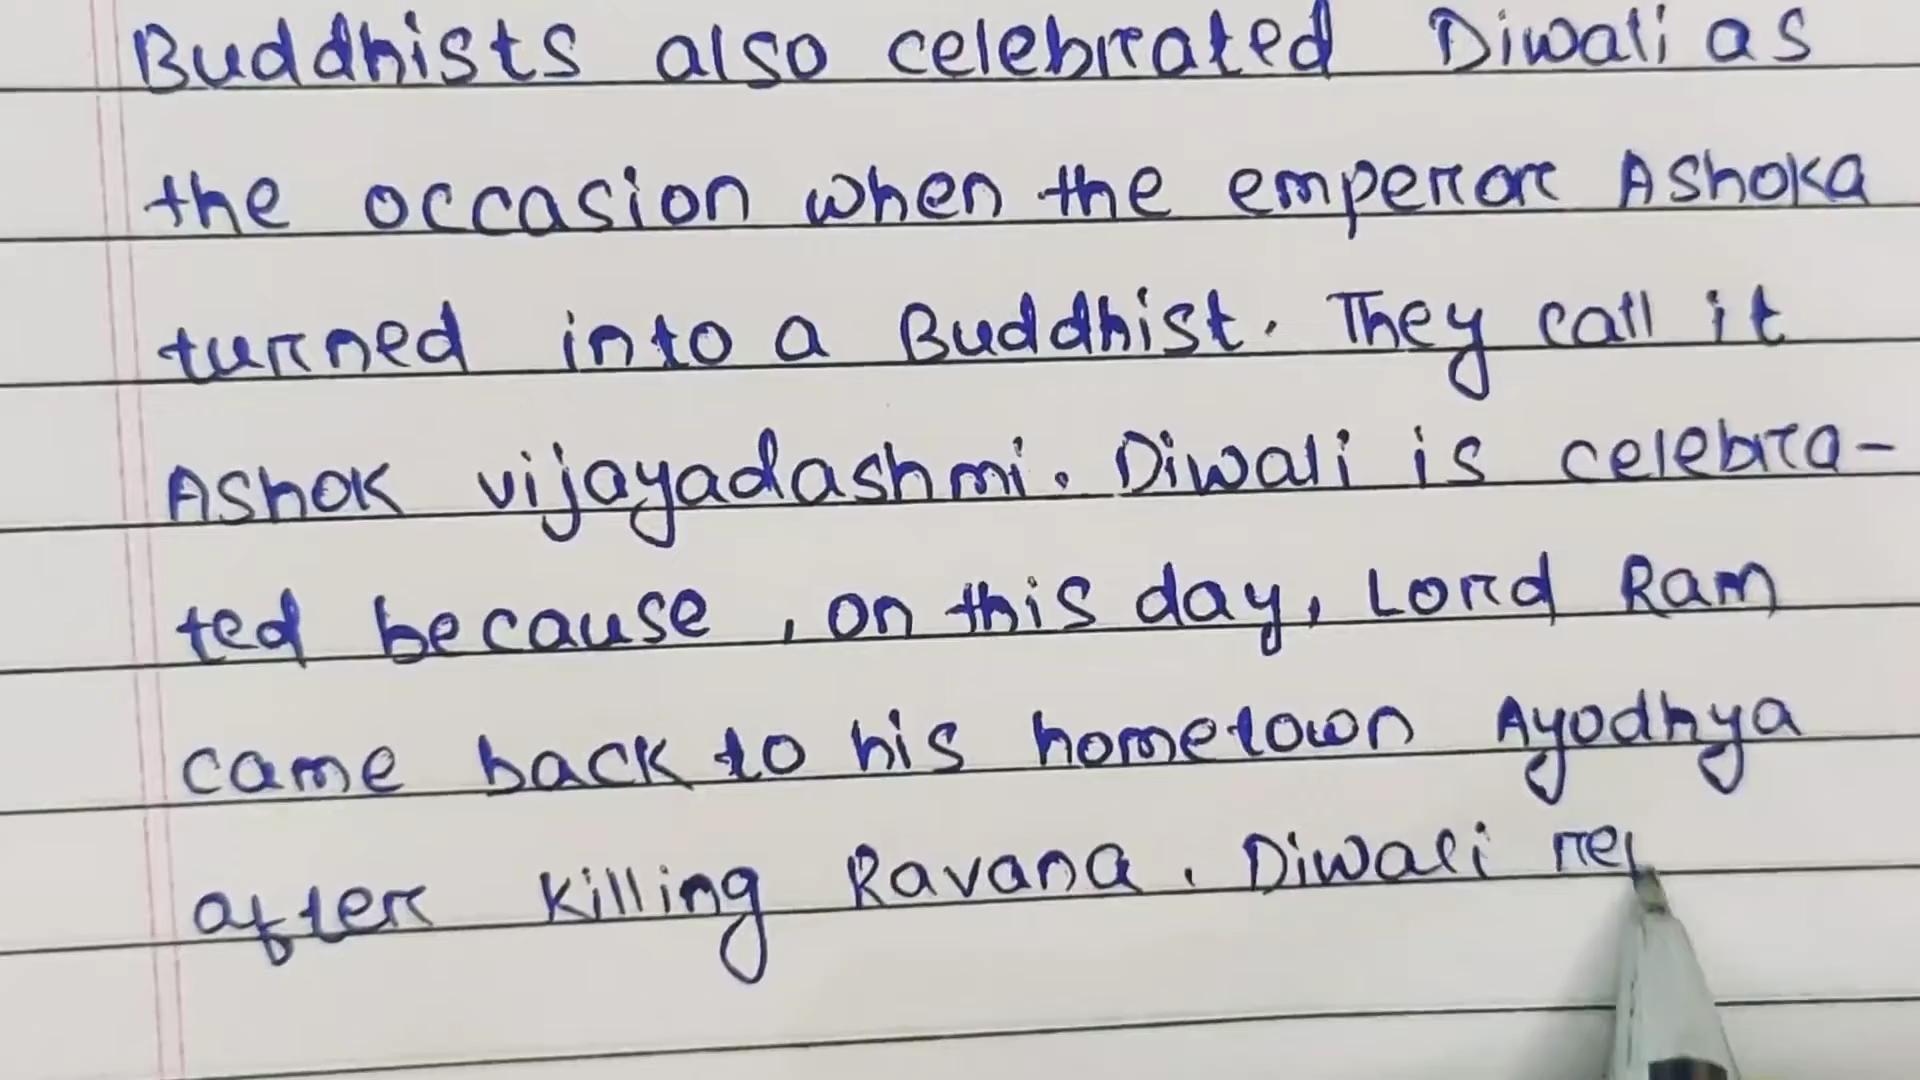 Buddhists also celebrated Diwali as
the occasion when the emperor Ashoka
turned into a Buddhist. They call it
Ashok vijayadashmi. Diwali is celebra-
ted because, on this day, Lord Ram
came back to his hometown Ayodhya
after killing Ravana. Diwali